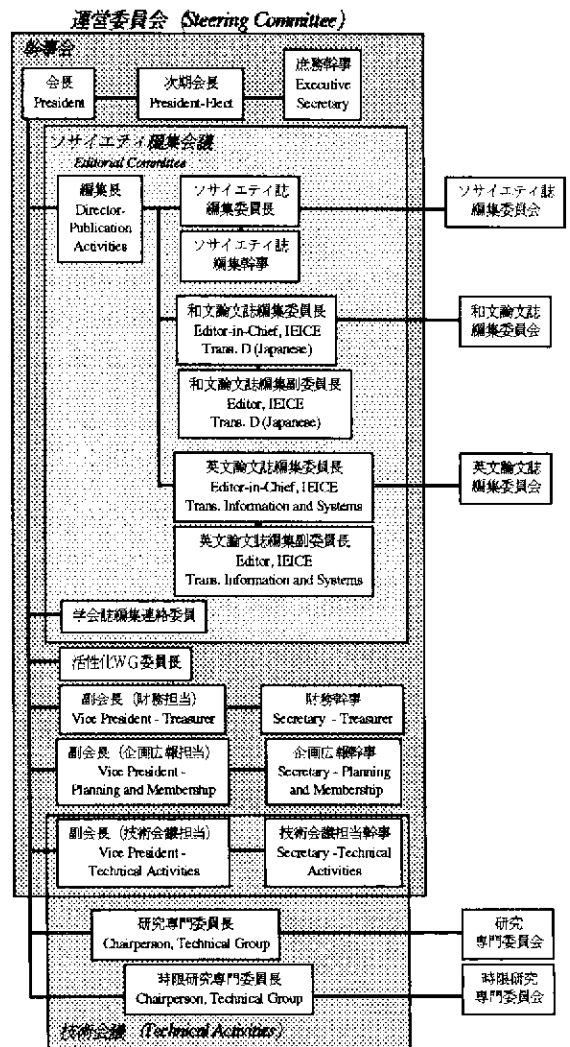 運営委員会 (Steering Committee)
幹事会
会長
President
次期会長
President-Elect
庶務幹事
Executive
Secretary
ソサイエティ編集会議
Editorial Committee
編集長
Director-
Publication
Activities
ソサイエティ誌
編集委員長
ソサイエティ誌
編集委員会
ソサイエティ誌
編集幹事
和文論文誌編集委員長
Editor-in-Chief, IEICE
Trans. D (Japanese)
和文論文誌
編集委員会
和文論文誌編集副委員長
Editor, IEICE
Trans. D (Japanese)
英文論文誌編集委員長
Editor-in-Chief, IEICE
Trans. Information and Systems
英文論文誌
編集委員会
英文論文誌編集副委員長
Editor, IEICE
Trans. Information and Systems
学会誌編集連絡委員
活性化WG委員長
副会長 (財務担当)
Vice President - Treasurer
財務幹事
Secretary - Treasurer
副会長 (企画広報担当)
Vice President -
Planning and Membership
企画広報幹事
Secretary - Planning
and Membership
副会長 (技術会議担当)
Vice President -
Technical Activities
技術会議担当幹事
Secretary -Technical
Activities
研究専門委員長
Chairperson, Technical Group
研究
専門委員会
時限研究専門委員長
Chairperson, Technical Group
時限研究
専門委員会
技術会議 (Technical Activities)